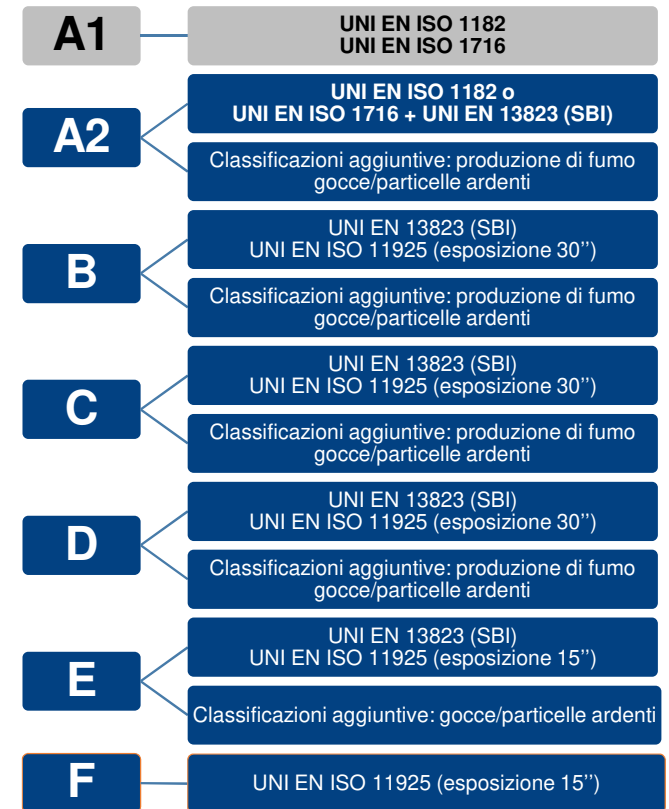 A1
UNI EN ISO 1182
UNI EN ISO 1716
A2
UNI EN ISO 1182 o
UNI EN ISO 1716 + UNI EN 13823 (SBI)
Classificazioni aggiuntive: produzione di fumo
gocce/particelle ardenti
B
UNI EN 13823 (SBI)
UNI EN ISO 11925 (esposizione 30’’)
Classificazioni aggiuntive: produzione di fumo
gocce/particelle ardenti
C
UNI EN 13823 (SBI)
UNI EN ISO 11925 (esposizione 30’’)
Classificazioni aggiuntive: produzione di fumo
gocce/particelle ardenti
D
UNI EN 13823 (SBI)
UNI EN ISO 11925 (esposizione 30’’)
Classificazioni aggiuntive: produzione di fumo
gocce/particelle ardenti
E
UNI EN 13823 (SBI)
UNI EN ISO 11925 (esposizione 15’’)
Classificazioni aggiuntive: gocce/particelle ardenti
F
UNI EN ISO 11925 (esposizione 15’’)